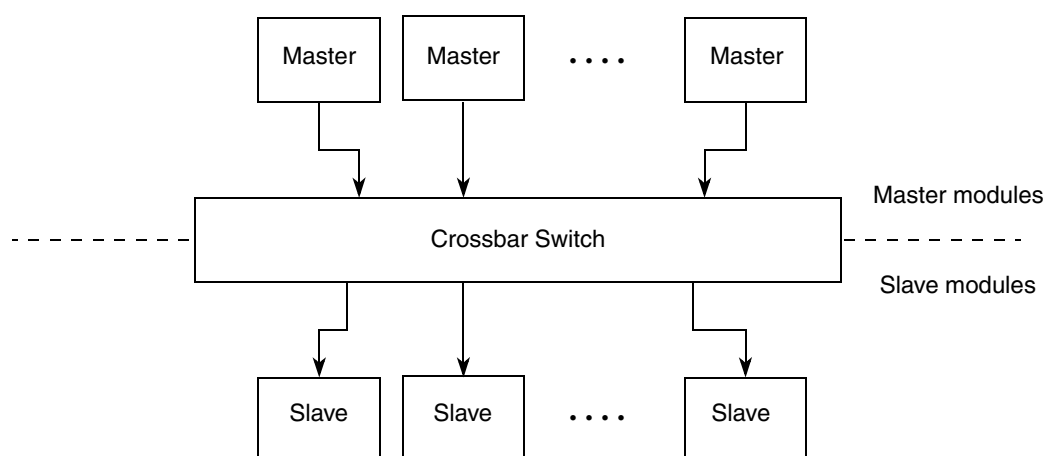 Master Master .... Master
Master modules
Crossbar Switch
Slave modules
Slave Slave .... Slave